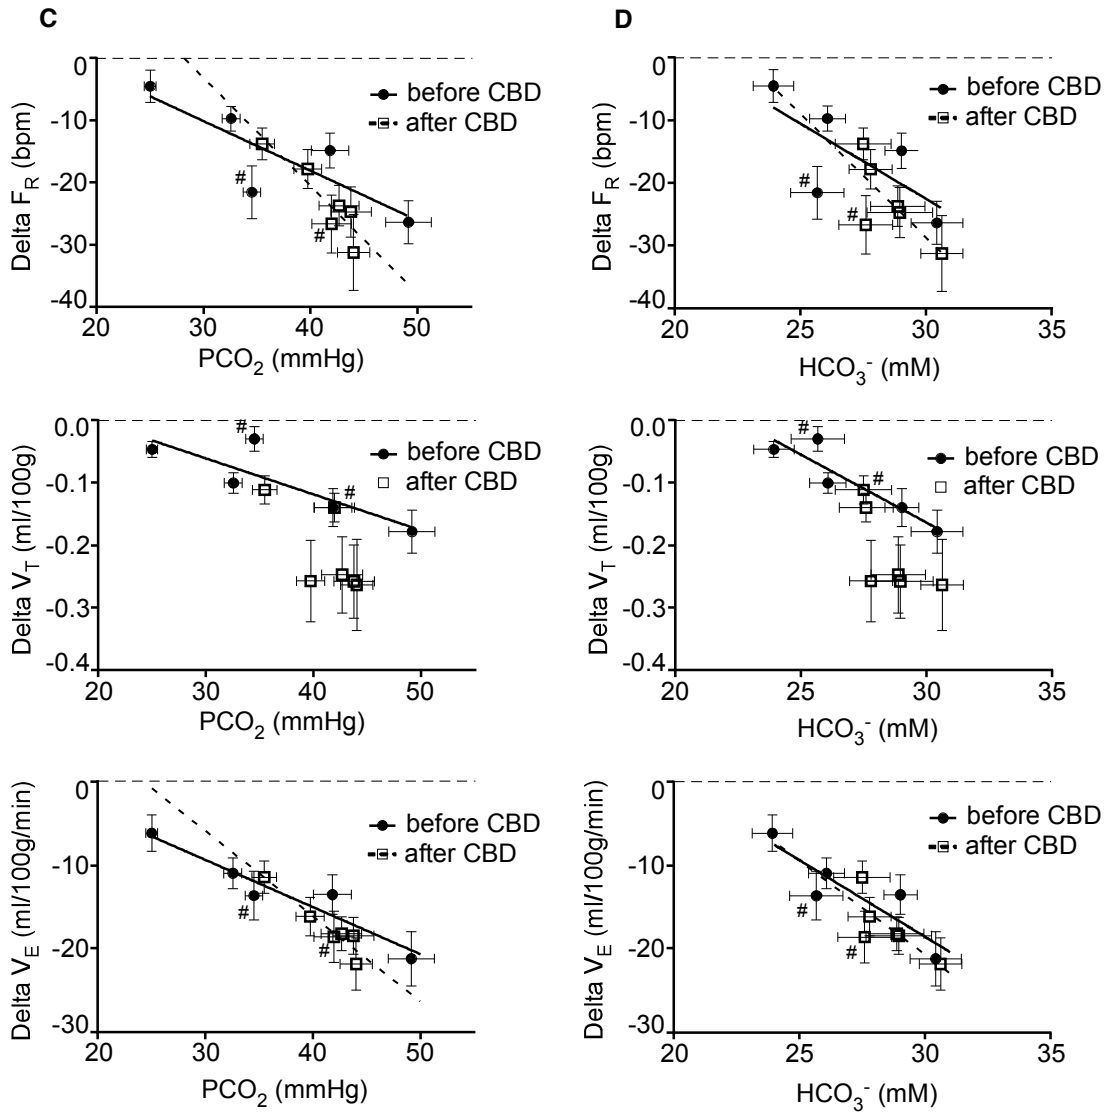 C
D
0
-10
-20
-30
-40
20
30
40
50
Delta F_R (bpm)
PCO_2 (mmHg)
before CBD
after CBD
#
#
0
-10
-20
-30
-40
20
25
30
35
Delta F_R (bpm)
HCO_3^- (mM)
before CBD
after CBD
#
#
0.0
-0.1
-0.2
-0.3
-0.4
20
30
40
50
Delta V_T (ml/100g)
PCO_2 (mmHg)
before CBD
after CBD
#
#
0.0
-0.1
-0.2
-0.3
-0.4
20
25
30
35
Delta V_T (ml/100g)
HCO_3^- (mM)
before CBD
after CBD
#
#
0
-10
-20
-30
20
30
40
50
Delta V_E (ml/100g/min)
PCO_2 (mmHg)
before CBD
after CBD
#
#
0
-10
-20
-30
20
25
30
35
Delta V_E (ml/100g/min)
HCO_3^- (mM)
before CBD
after CBD
#
#